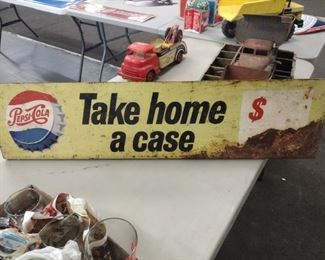 PEPSI-COLA
Take home $
a case